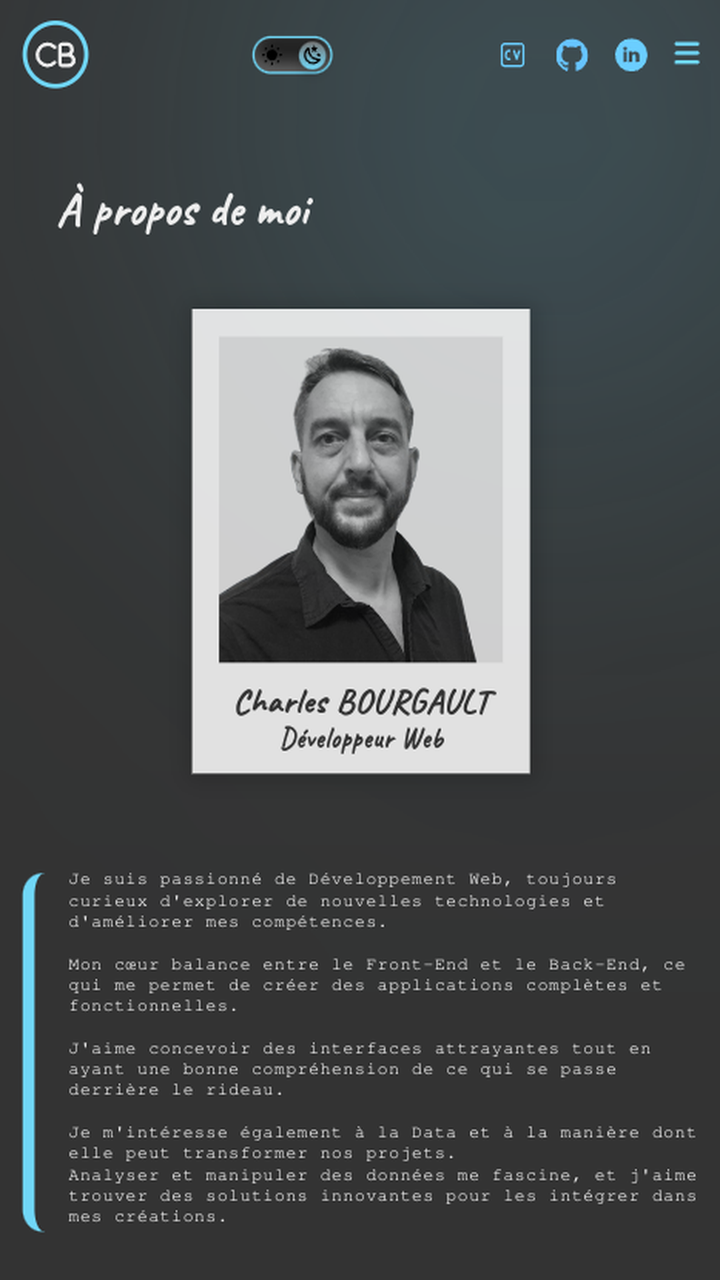 CB
CV
in
À propos de moi
Charles BOURGAULT
Développeur Web
Je suis passionné de Développement Web, toujours
curieux d'explorer de nouvelles technologies et
d'améliorer mes compétences.
Mon cœur balance entre le Front-End et le Back-End, ce
qui me permet de créer des applications complètes et
fonctionnelles.
J'aime concevoir des interfaces attrayantes tout en
ayant une bonne compréhension de ce qui se passe
derrière le rideau.
Je m'intéresse également à la Data et à la manière dont
elle peut transformer nos projets.
Analyser et manipuler des données me fascine, et j'aime
trouver des solutions innovantes pour les intégrer dans
mes créations.